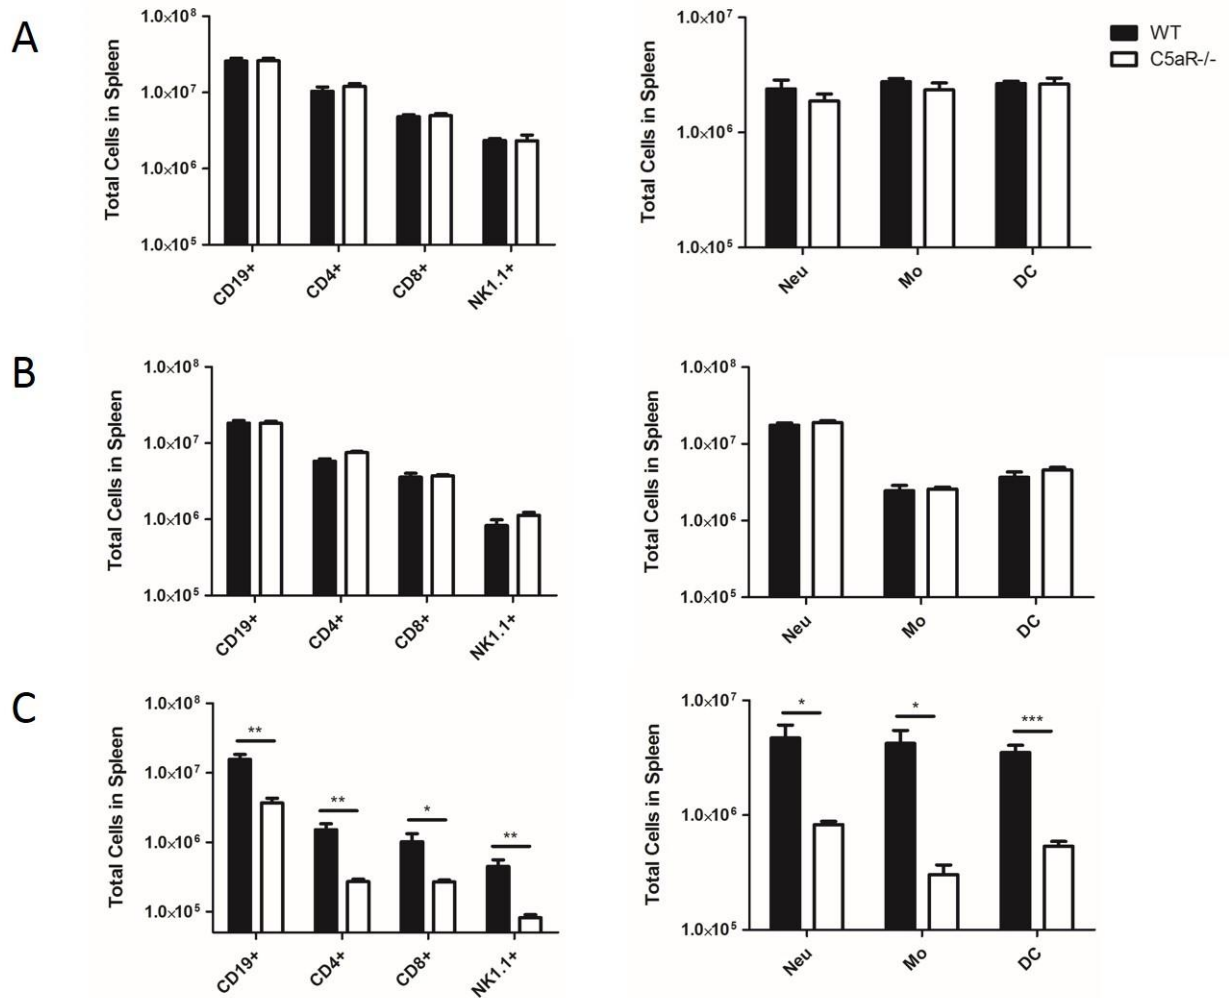 A
Total Cells in Spleen
1.0×10⁸
1.0×10⁷
1.0×10⁶
1.0×10⁵
CD19+
CD4+
CD8+
NK1.1+
Total Cells in Spleen
1.0×10⁷
1.0×10⁶
1.0×10⁵
Neu
Mo
DC
WT
C5aR-/-
B
Total Cells in Spleen
1.0×10⁸
1.0×10⁷
1.0×10⁶
1.0×10⁵
CD19+
CD4+
CD8+
NK1.1+
Total Cells in Spleen
1.0×10⁸
1.0×10⁷
1.0×10⁶
1.0×10⁵
Neu
Mo
DC
C
Total Cells in Spleen
1.0×10⁸
1.0×10⁷
1.0×10⁶
1.0×10⁵
**
**
*
**
CD19+
CD4+
CD8+
NK1.1+
Total Cells in Spleen
1.0×10⁷
1.0×10⁶
1.0×10⁵
*
*
***
Neu
Mo
DC